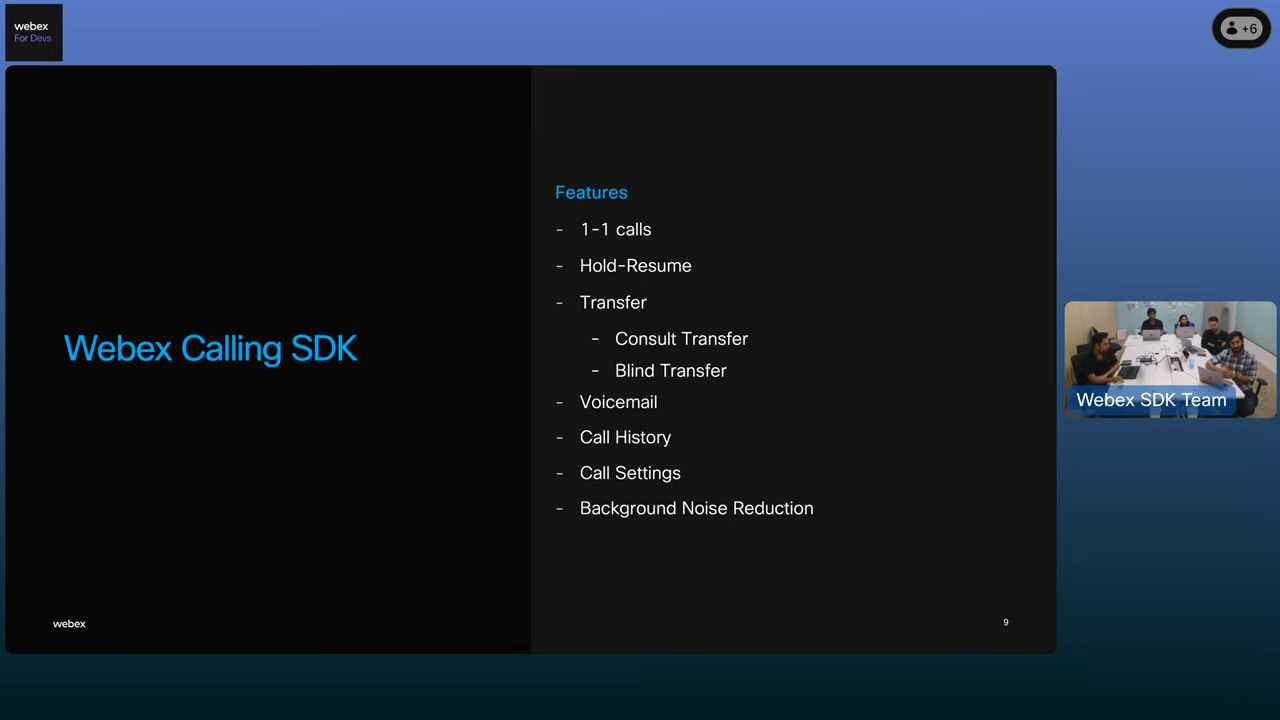 webex
For Devs
+6
Webex Calling SDK
Features
- 1-1 calls
- Hold-Resume
- Transfer
- Consult Transfer
- Blind Transfer
- Voicemail
- Call History
- Call Settings
- Background Noise Reduction
webex
9
Webex SDK Team